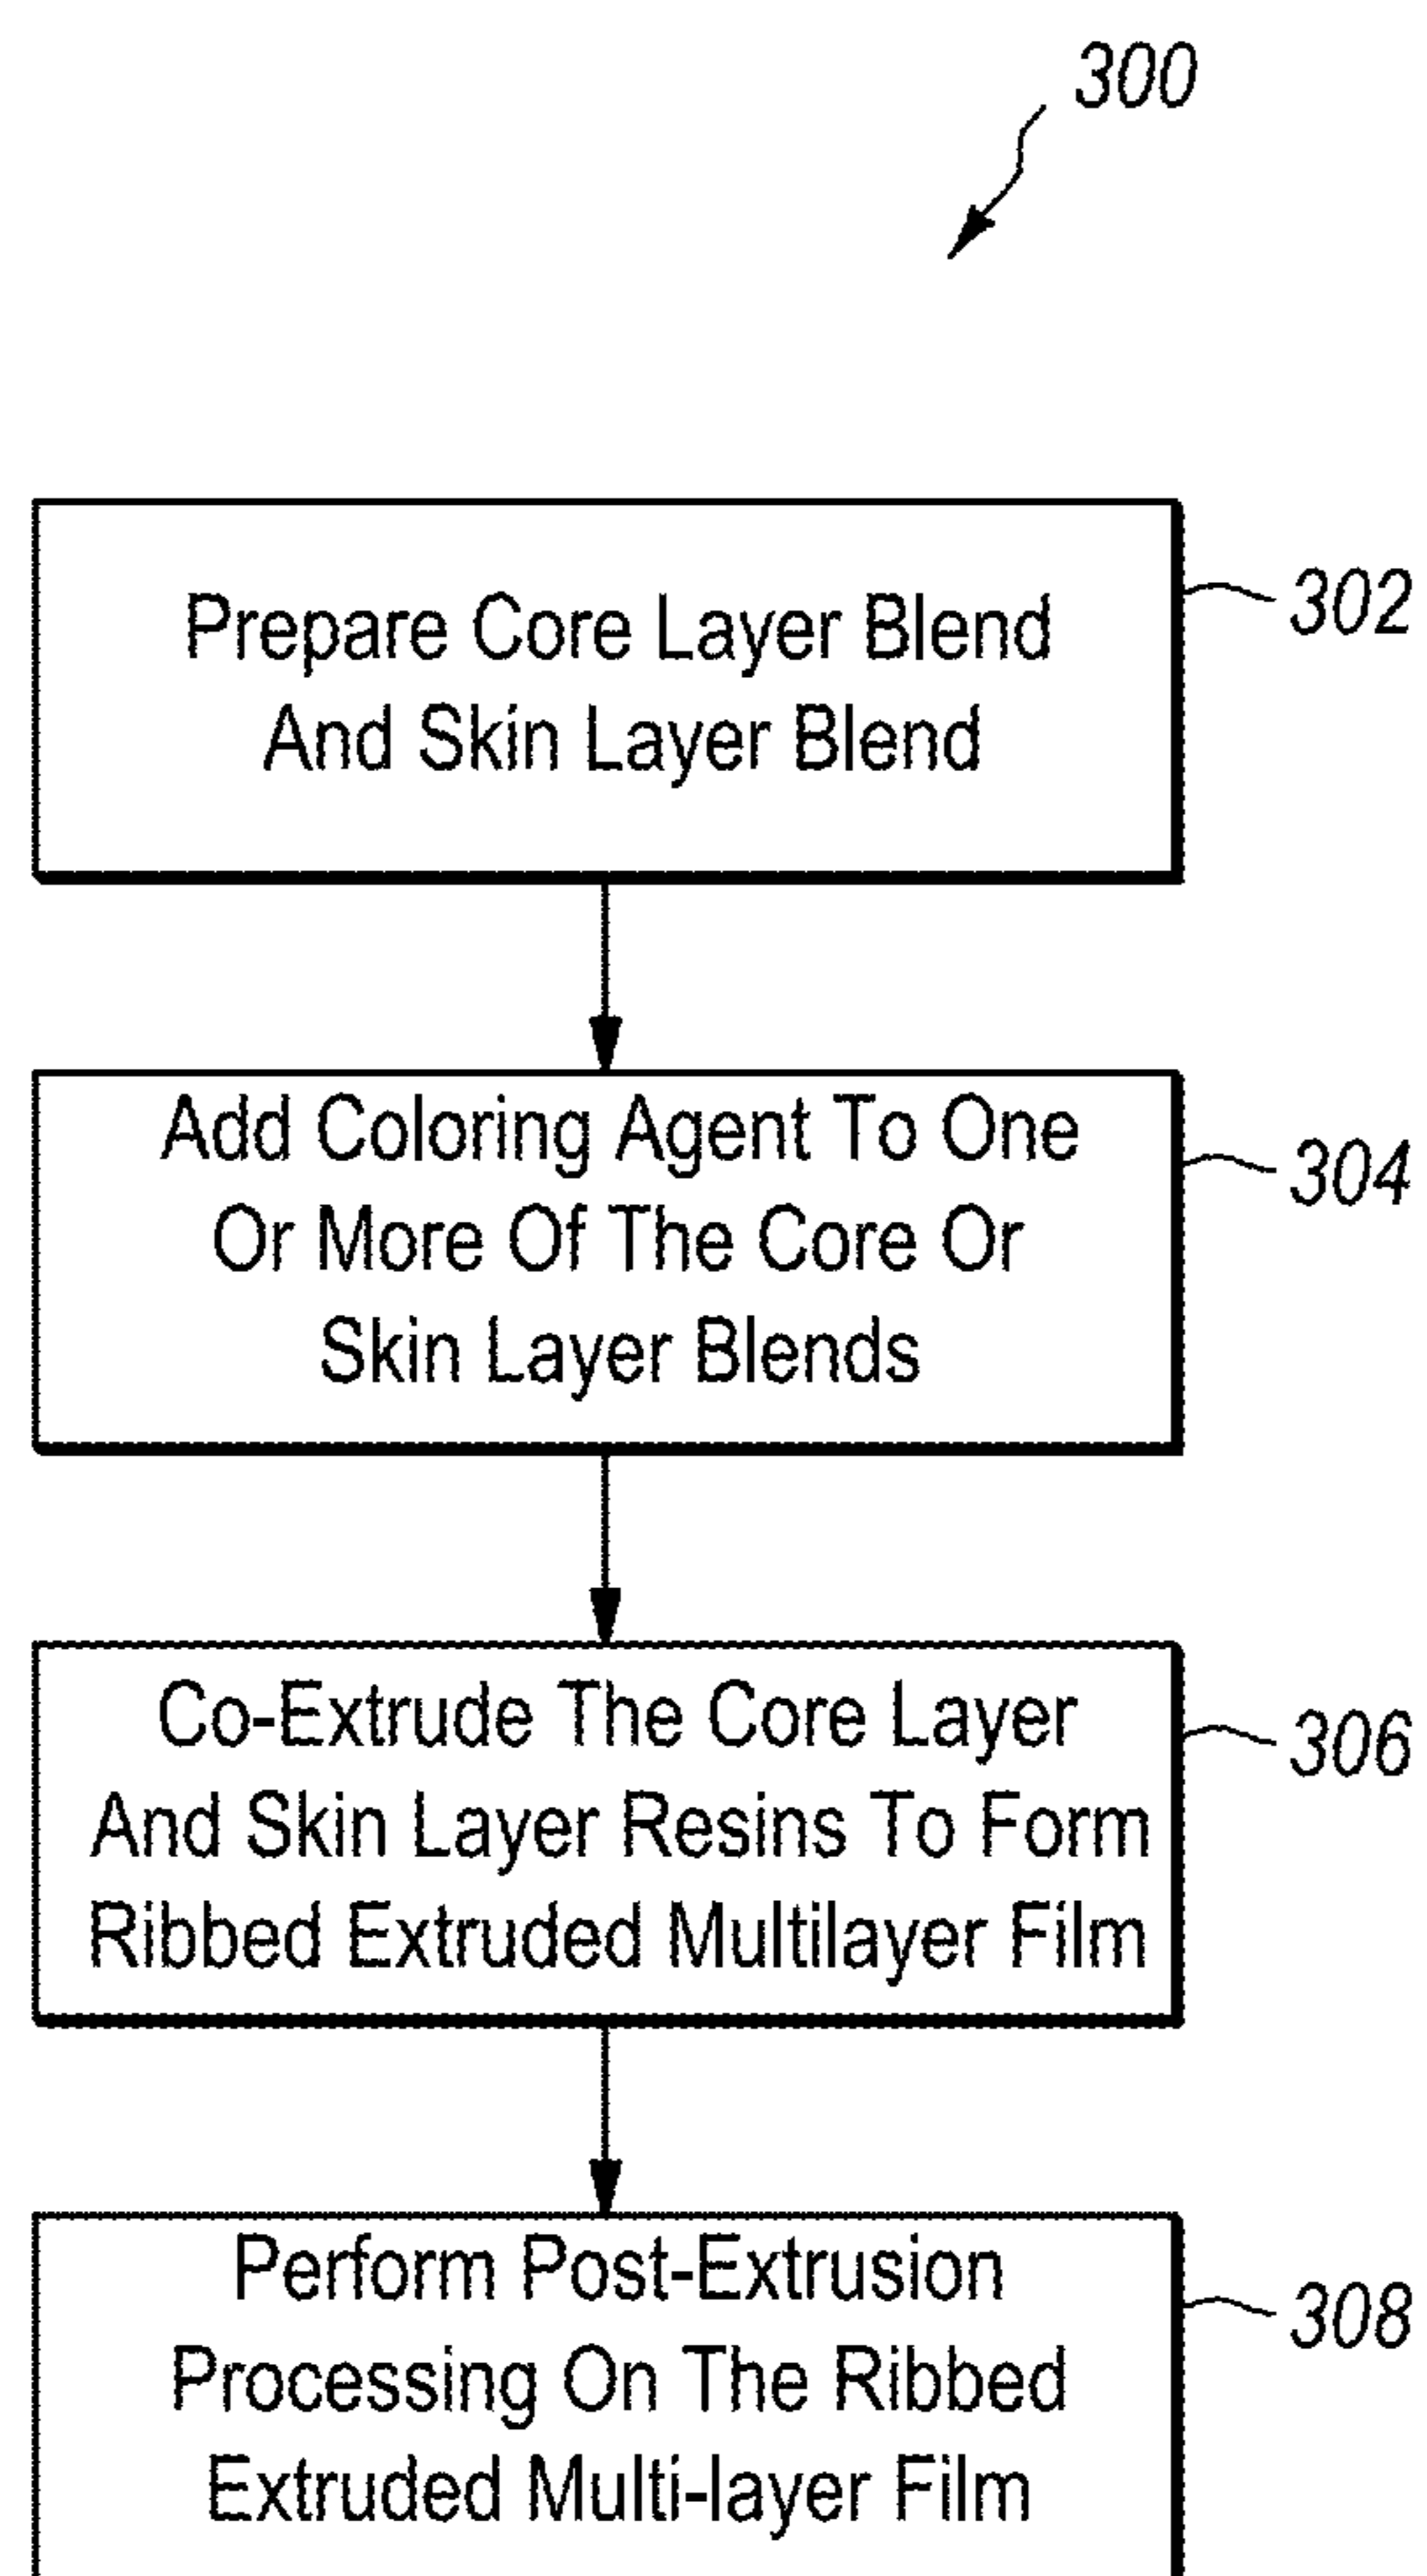 300
Prepare Core Layer Blend
And Skin Layer Blend
302
Add Coloring Agent To One
Or More Of The Core Or
Skin Layer Blends
304
Co-Extrude The Core Layer
And Skin Layer Resins To Form
Ribbed Extruded Multilayer Film
306
Perform Post-Extrusion
Processing On The Ribbed
Extruded Multi-layer Film
308